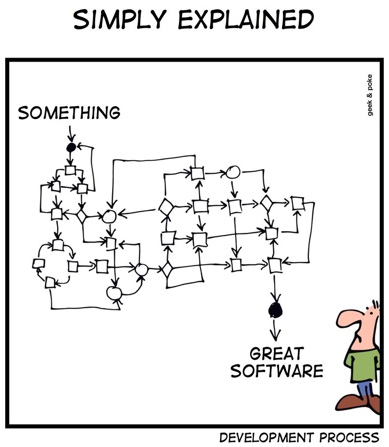 SIMPLY EXPLAINED
geek & poke
SOMETHING
GREAT
SOFTWARE
DEVELOPMENT PROCESS